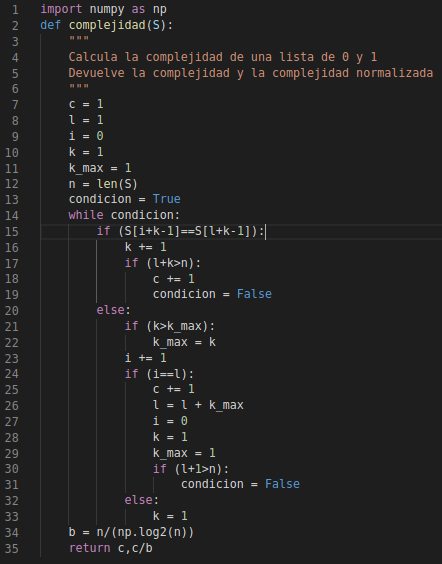 1 import numpy as np
2 def complejidad(S):
3     """
4     Calcula la complejidad de una lista de 0 y 1
5     Devuelve la complejidad y la complejidad normalizada
6     """
7     c = 1
8     l = 1
9     i = 0
10     k = 1
11     k_max = 1
12     n = len(S)
13     condicion = True
14     while condicion:
15         if (S[i+k-1]==S[l+k-1]):
16             k += 1
17             if (l+k>n):
18                 c += 1
19                 condicion = False
20         else:
21             if (k>k_max):
22                 k_max = k
23             i += 1
24             if (i==l):
25                 c += 1
26                 l = l + k_max
27                 i = 0
28                 k = 1
29                 k_max = 1
30                 if (l+1>n):
31                     condicion = False
32             else:
33                 k = 1
34     b = n/(np.log2(n))
35     return c,c/b